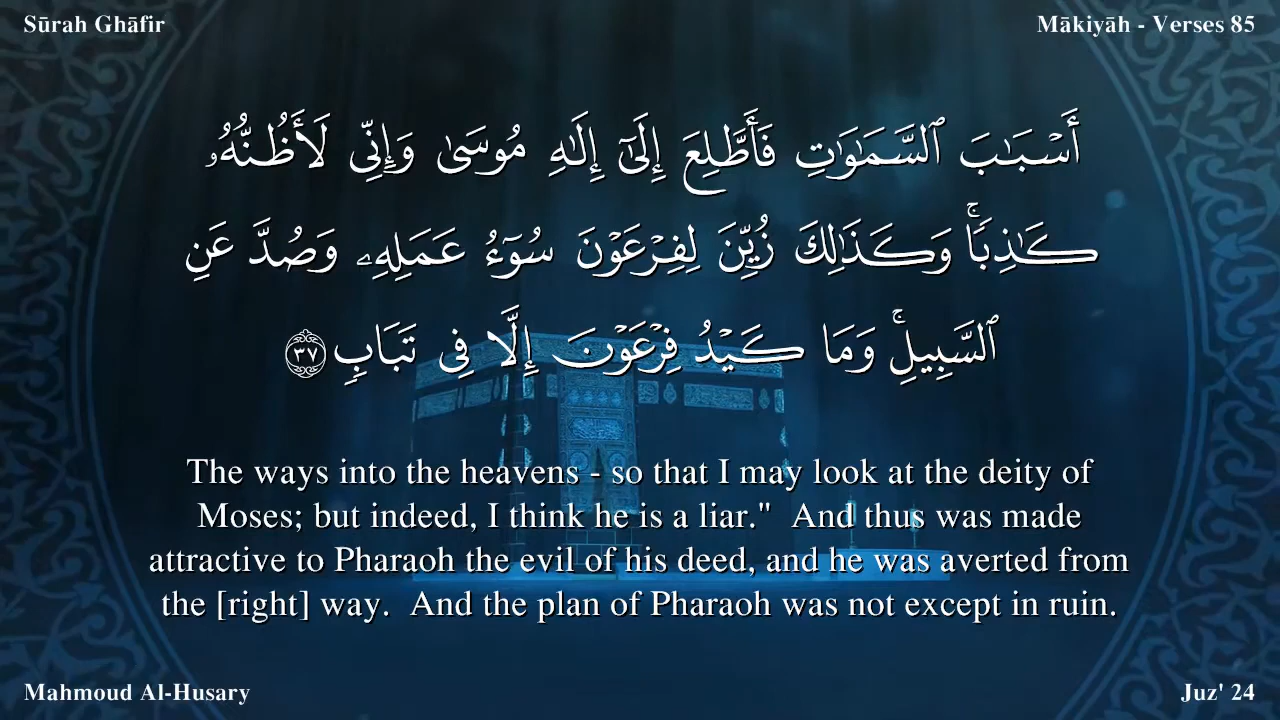 Sūrah Ghāfir
Mākiyāh - Verses 85
أَسْبَٰبَ ٱلسَّمَٰوَٰتِ فَأَطَّلِعَ إِلَىٰٓ إِلَٰهِ مُوسَىٰ وَإِنِّى لَأَظُنُّهُۥ
كَٰذِبًاۚ وَكَذَٰلِكَ زُيِّنَ لِفِرْعَوْنَ سُوٓءُ عَمَلِهِۦ وَصُدَّ عَنِ
ٱلسَّبِيلِۚ وَمَا كَيْدُ فِرْعَوْنَ إِلَّا فِى تَبَابٍ ٣٧
The ways into the heavens - so that I may look at the deity of
Moses; but indeed, I think he is a liar."  And thus was made
attractive to Pharaoh the evil of his deed, and he was averted from
the [right] way.  And the plan of Pharaoh was not except in ruin.
Mahmoud Al-Husary
Juz' 24